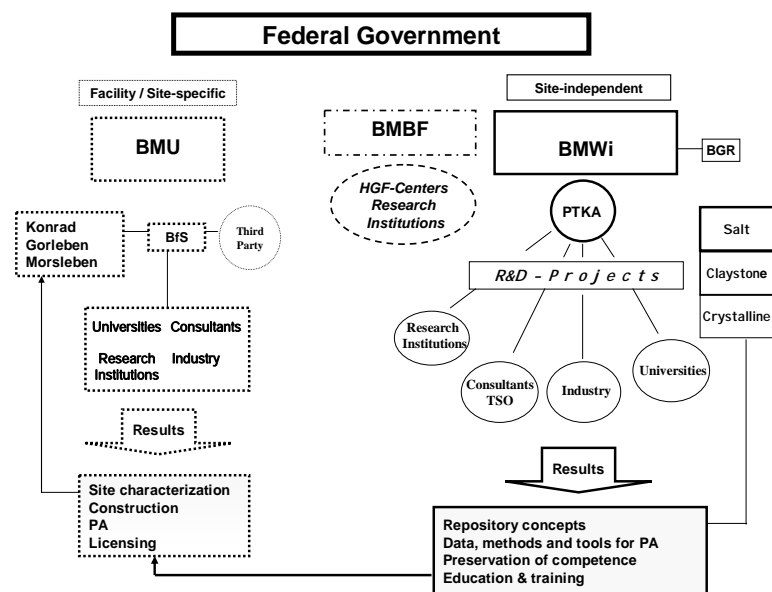 Federal Government
Facility / Site-specific
BMU
Konrad
Gorleben
Morsleben
BfS
Third
Party
Universities Consultants
Research Industry
Institutions
Results
Site characterization
Construction
PA
Licensing
BMBF
HGF-Centers
Research
Institutions
Site-independent
BMWi
BGR
PTKA
R&D - Projects
Research
Institutions
Consultants
TSO
Industry
Universities
Salt
Claystone
Crystalline
Results
Repository concepts
Data, methods and tools for PA
Preservation of competence
Education & training